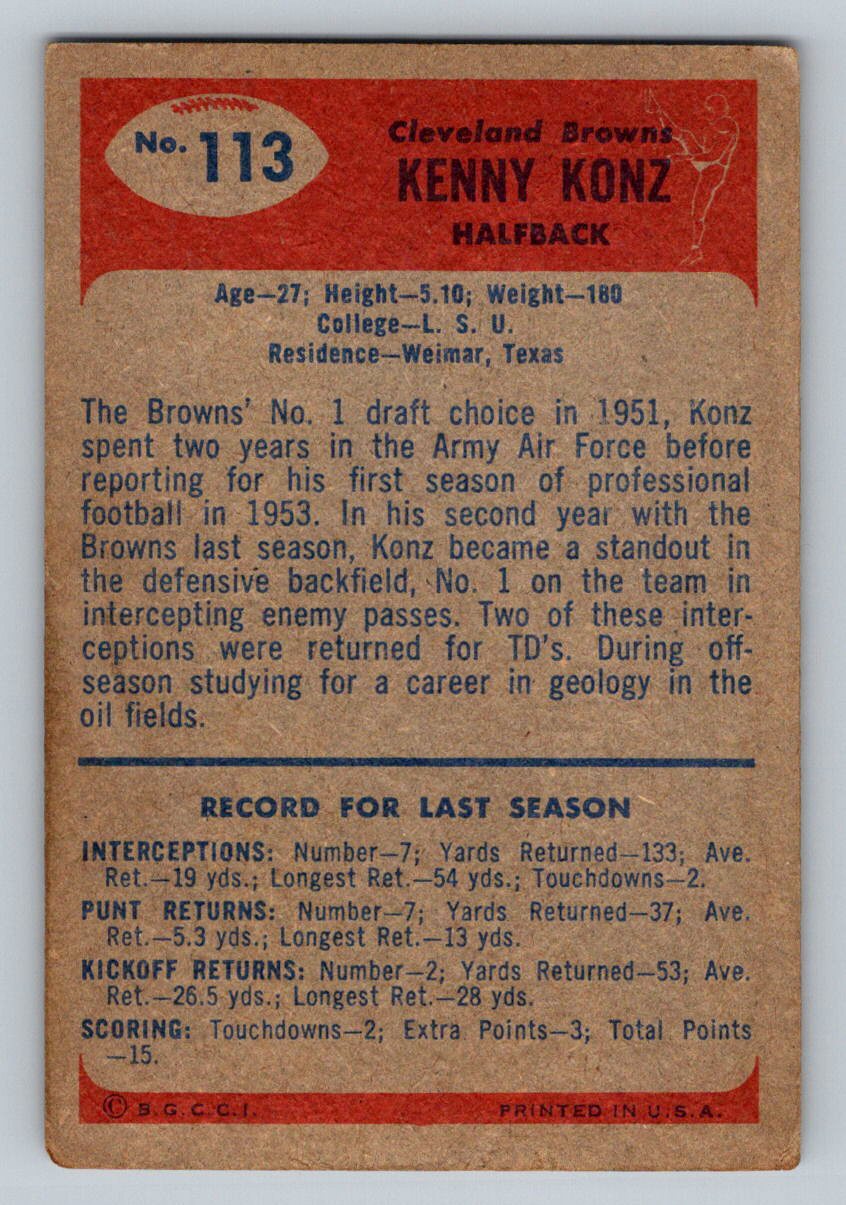 No. 113
Cleveland Browns
KENNY KONZ
HALFBACK
Age—27; Height—5.10; Weight—180
College—L. S. U.
Residence—Weimar, Texas
The Browns' No. 1 draft choice in 1951, Konz
spent two years in the Army Air Force before
reporting for his first season of professional
football in 1953. In his second year with the
Browns last season, Konz became a standout in
the defensive backfield, No. 1 on the team in
intercepting enemy passes. Two of these inter-
ceptions were returned for TD's. During off-
season studying for a career in geology in the
oil fields.
RECORD FOR LAST SEASON
INTERCEPTIONS: Number—7; Yards Returned—133; Ave.
Ret.—19 yds.; Longest Ret.—54 yds.; Touchdowns—2.
PUNT RETURNS: Number—7; Yards Returned—37; Ave.
Ret.—5.3 yds.; Longest Ret.—13 yds.
KICKOFF RETURNS: Number—2; Yards Returned—53; Ave.
Ret.—26.5 yds.; Longest Ret.—28 yds.
SCORING: Touchdowns—2; Extra Points—3; Total Points
—15.
© B.G.C.C.I. PRINTED IN U.S.A.